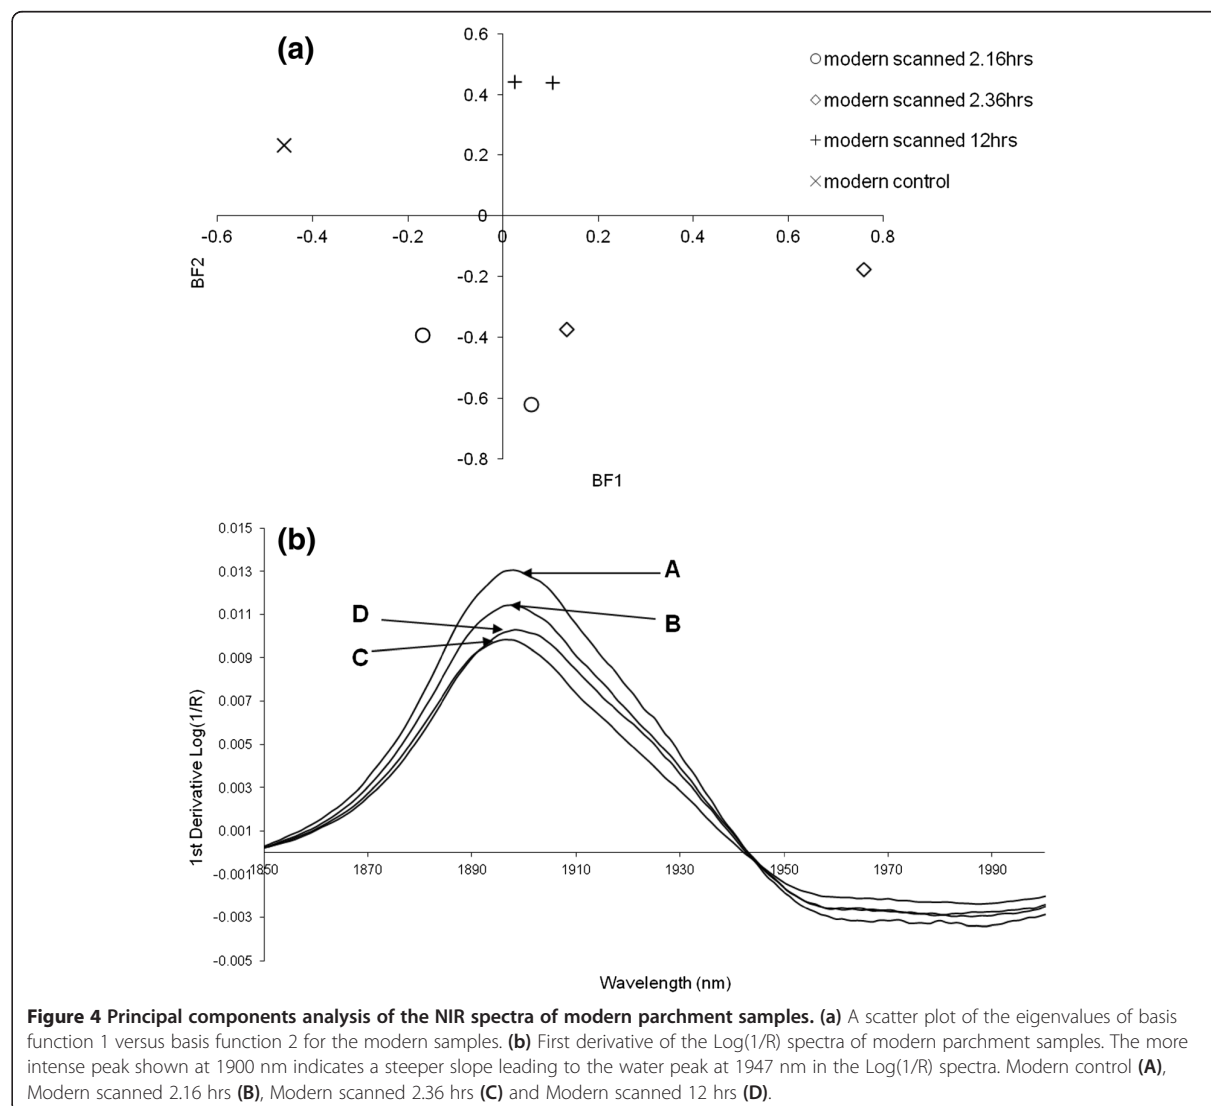 (a)
0.6
0.4
0.2
0
-0.2
-0.4
-0.6
-0.8
-0.6 -0.4 -0.2 0 0.2 0.4 0.6 0.8
BF2
BF1
modern scanned 2.16hrs
modern scanned 2.36hrs
modern scanned 12hrs
modern control
(b)
0.015
0.013
0.011
0.009
0.007
0.005
0.003
0.001
-0.001
-0.003
-0.005
1st Derivative Log(1/R)
A
B
D
C
1850 1870 1890 1910 1930 1950 1970 1990
Wavelength (nm)
Figure 4 Principal components analysis of the NIR spectra of modern parchment samples. (a) A scatter plot of the eigenvalues of basis
function 1 versus basis function 2 for the modern samples. (b) First derivative of the Log(1/R) spectra of modern parchment samples. The more
intense peak shown at 1900 nm indicates a steeper slope leading to the water peak at 1947 nm in the Log(1/R) spectra. Modern control (A),
Modern scanned 2.16 hrs (B), Modern scanned 2.36 hrs (C) and Modern scanned 12 hrs (D).